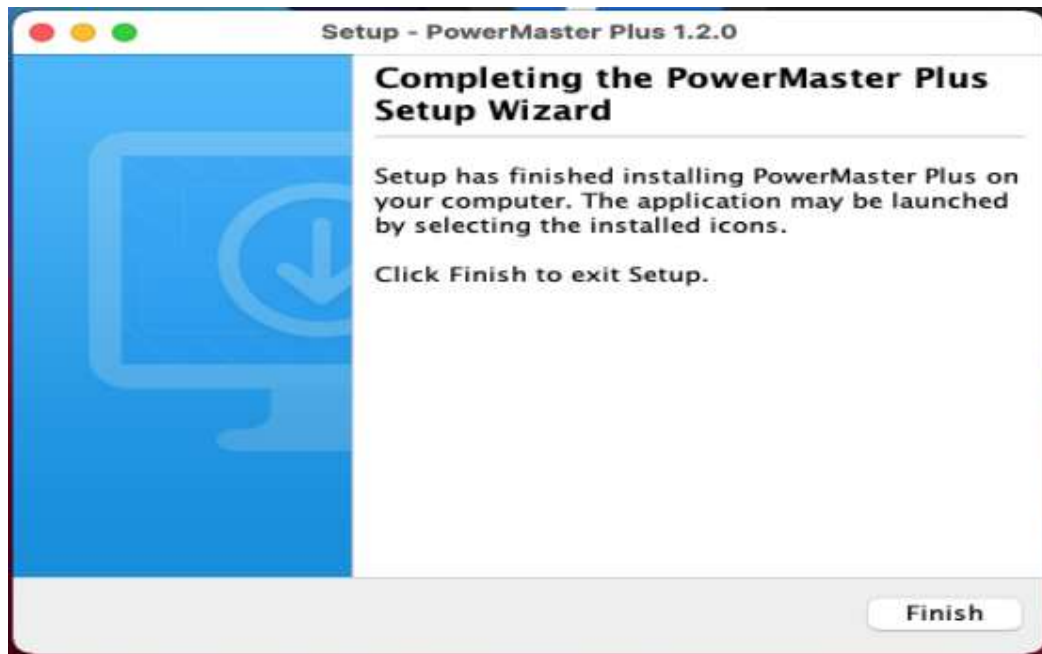 Setup - PowerMaster Plus 1.2.0
Completing the PowerMaster Plus
Setup Wizard
Setup has finished installing PowerMaster Plus on
your computer. The application may be launched
by selecting the installed icons.
Click Finish to exit Setup.
Finish